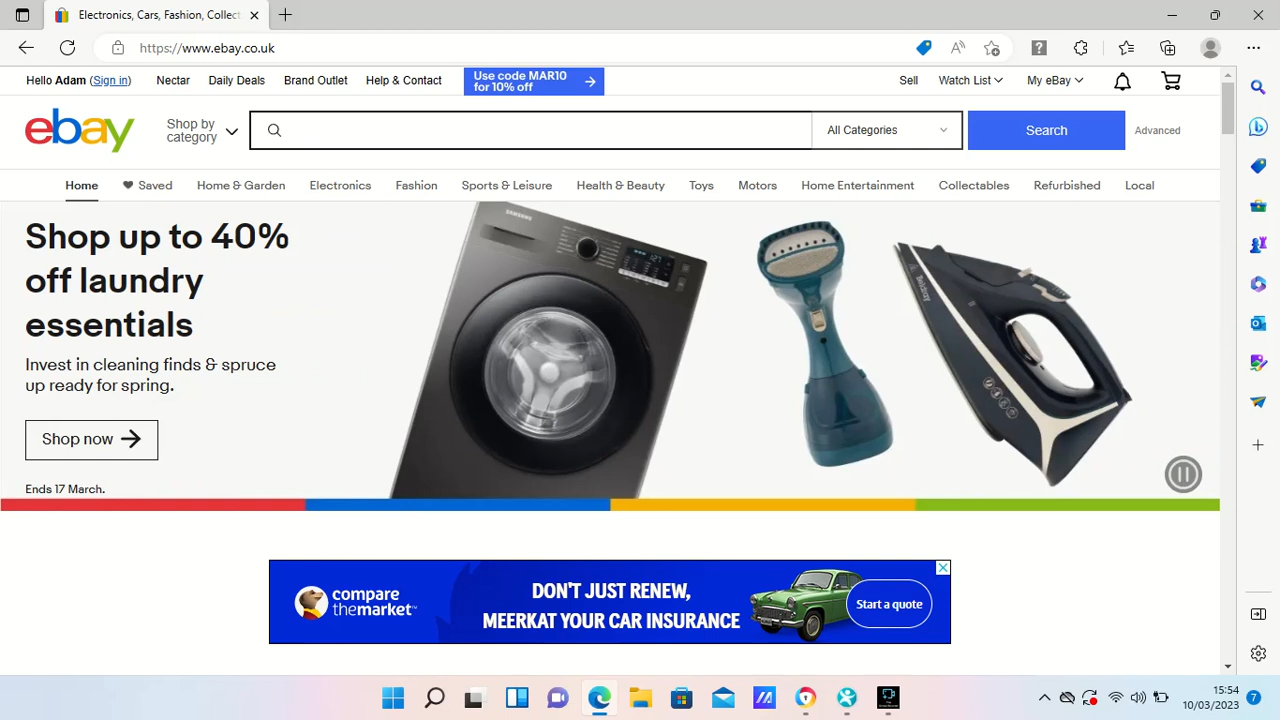 Electronics, Cars, Fashion, Collect
https://www.ebay.co.uk
Hello Adam (Sign in) Nectar Daily Deals Brand Outlet Help & Contact
Use code MAR10
for 10% off
Sell Watch List My eBay
ebay
Shop by
category
All Categories
Search
Advanced
Home Saved Home & Garden Electronics Fashion Sports & Leisure Health & Beauty Toys Motors Home Entertainment Collectables Refurbished Local
Shop up to 40%
off laundry
essentials
Invest in cleaning finds & spruce
up ready for spring.
Shop now
Ends 17 March.
SAMSUNG
compare
themarket
DON'T JUST RENEW,
MEERKAT YOUR CAR INSURANCE
Start a quote
15:54
10/03/2023
7